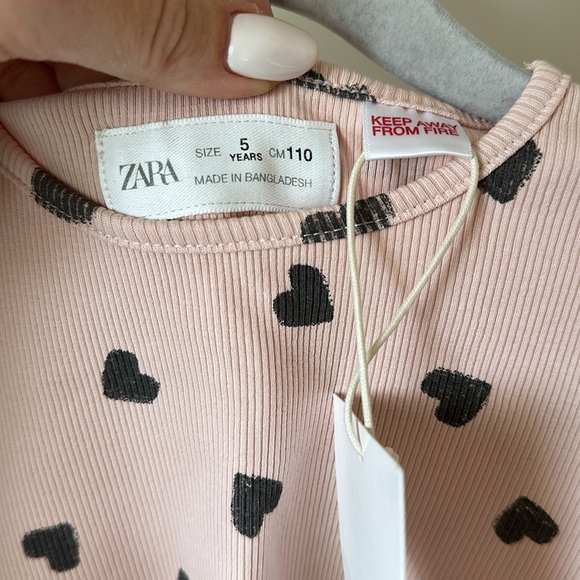 ZARA
SIZE 5 YEARS CM 110
MADE IN BANGLADESH
KEEP AWAY
FROM FIRE